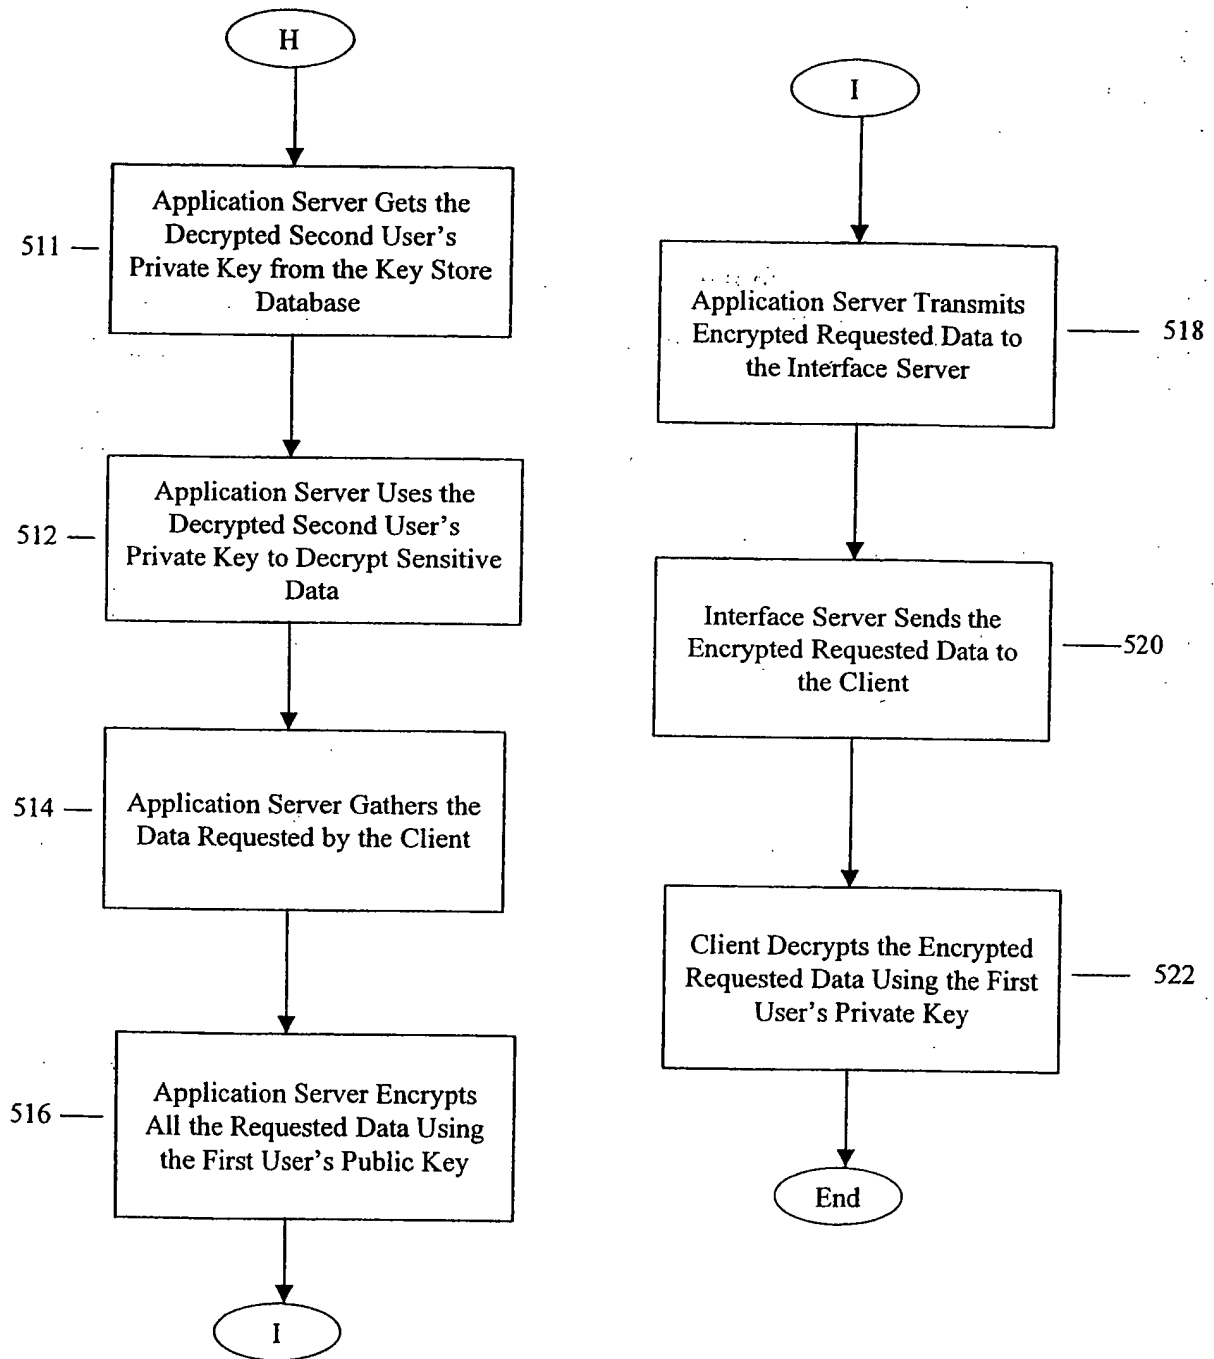 H
511
Application Server Gets the
Decrypted Second User's
Private Key from the Key Store
Database
512
Application Server Uses the
Decrypted Second User's
Private Key to Decrypt Sensitive
Data
514
Application Server Gathers the
Data Requested by the Client
516
Application Server Encrypts
All the Requested Data Using
the First User's Public Key
I
I
Application Server Transmits
Encrypted Requested Data to
the Interface Server
518
Interface Server Sends the
Encrypted Requested Data to
the Client
520
Client Decrypts the Encrypted
Requested Data Using the First
User's Private Key
522
End